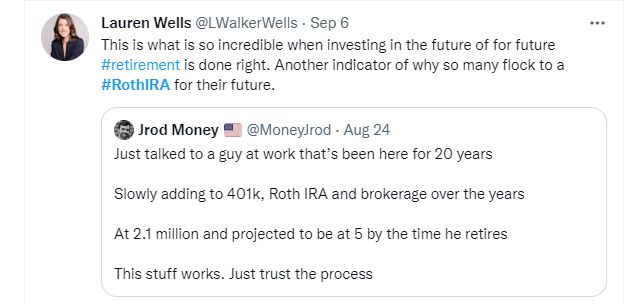 Lauren Wells @LWalkerWells · Sep 6
This is what is so incredible when investing in the future of for future
#retirement is done right. Another indicator of why so many flock to a
#RothIRA for their future.
Jrod Money 🇺🇸 @MoneyJrod · Aug 24
Just talked to a guy at work that's been here for 20 years
Slowly adding to 401k, Roth IRA and brokerage over the years
At 2.1 million and projected to be at 5 by the time he retires
This stuff works. Just trust the process